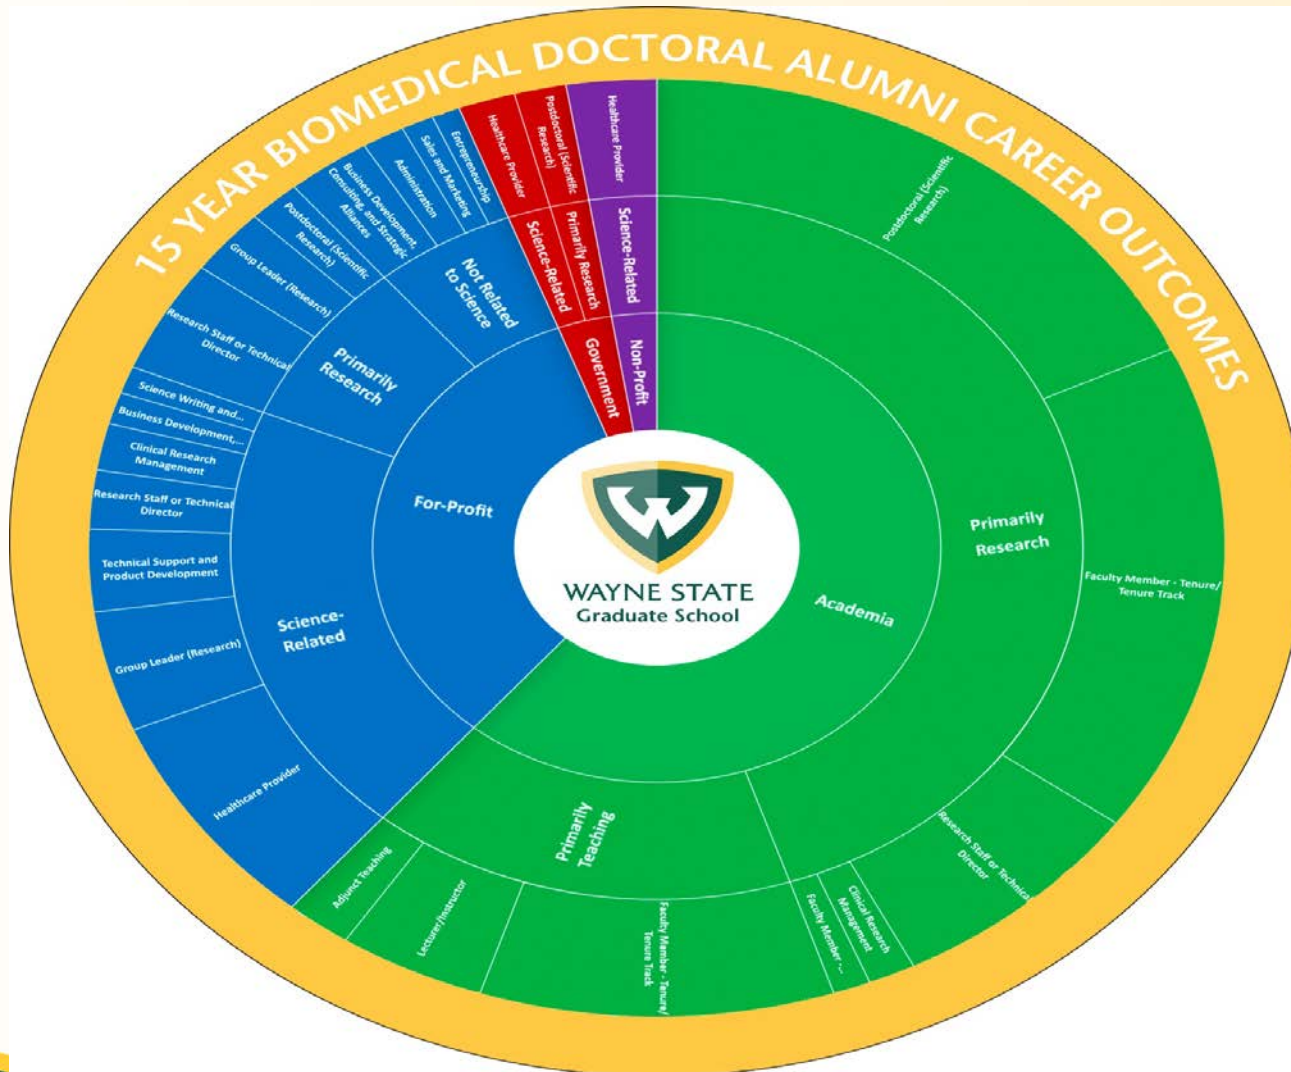 15 YEAR BIOMEDICAL DOCTORAL ALUMNI CAREER OUTCOMES
WAYNE STATE
Graduate School
Academia
Primarily
Research
Postdoctoral (Scientific
Research)
Faculty Member - Tenure/
Tenure Track
Research Staff or Technical
Director
Clinical Research
Management
Faculty Member - ...
Primarily
Teaching
Faculty Member - Tenure/
Tenure Track
Lecturer/Instructor
Adjunct Teaching
For-Profit
Science-
Related
Healthcare Provider
Group Leader (Research)
Technical Support and
Product Development
Research Staff or Technical
Director
Clinical Research
Management
Business Development,...
Science Writing and...
Primarily
Research
Research Staff or Technical
Director
Group Leader (Research)
Postdoctoral (Scientific
Research)
Not Related
to Science
Business Development,
Consulting, and Strategic
Alliances
Administration
Sales and Marketing
Entrepreneurship
Government
Science-Related
Healthcare Provider
Primarily Research
Postdoctoral (Scientific
Research)
Non-Profit
Science-Related
Healthcare Provider